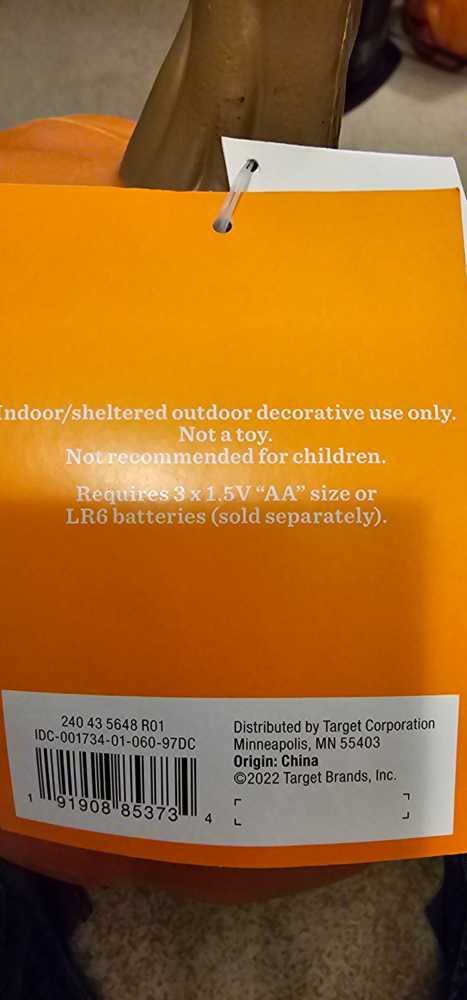 Indoor/sheltered outdoor decorative use only.
Not a toy.
Not recommended for children.
Requires 3 x 1.5V “AA” size or
LR6 batteries (sold separately).
240 43 5648 R01
IDC-001734-01-060-97DC
1 91908 85373 4
Distributed by Target Corporation
Minneapolis, MN 55403
Origin: China
©2022 Target Brands, Inc.